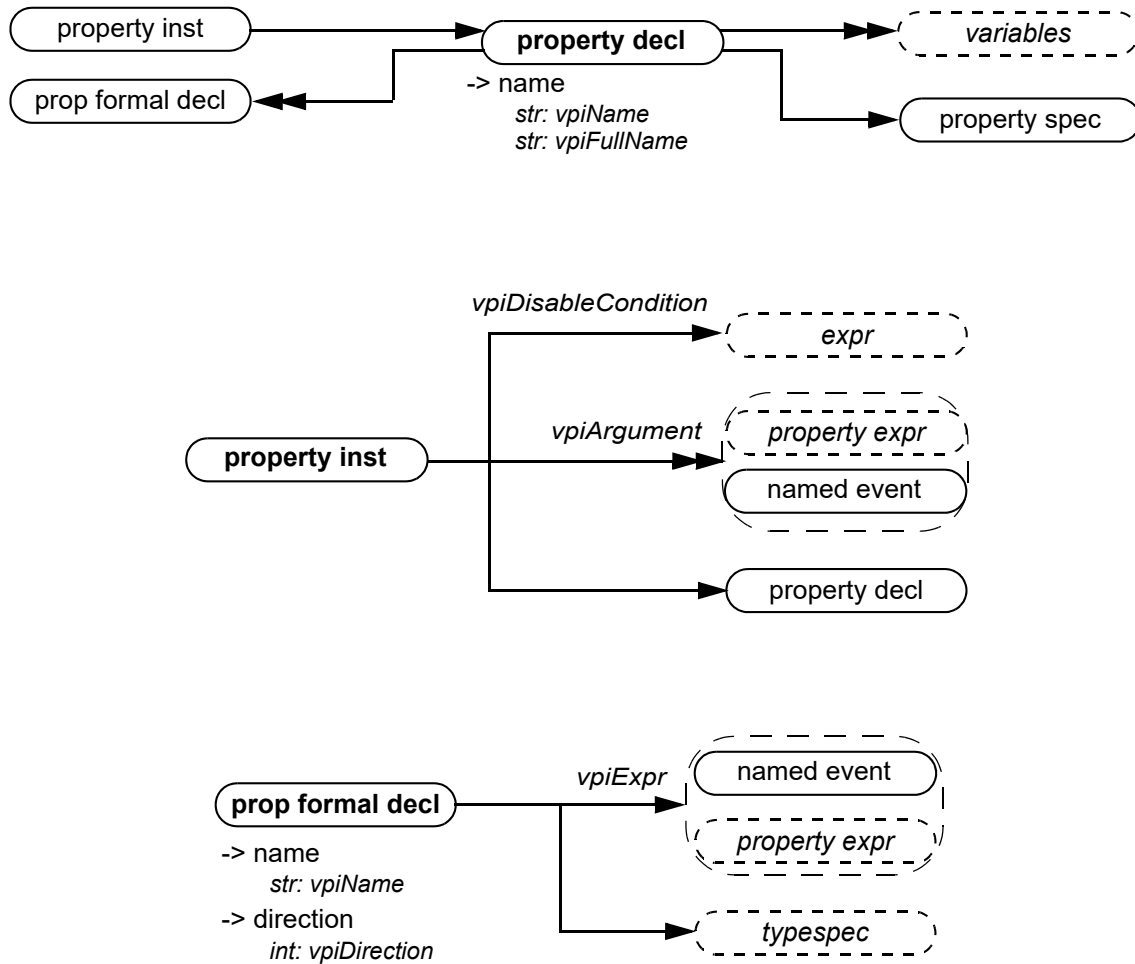 property inst
property decl
variables
prop formal decl
-> name
str: vpiName
str: vpiFullName
property spec
vpiDisableCondition
expr
property inst
vpiArgument
property expr
named event
property decl
prop formal decl
vpiExpr
named event
property expr
-> name
str: vpiName
-> direction
int: vpiDirection
typespec